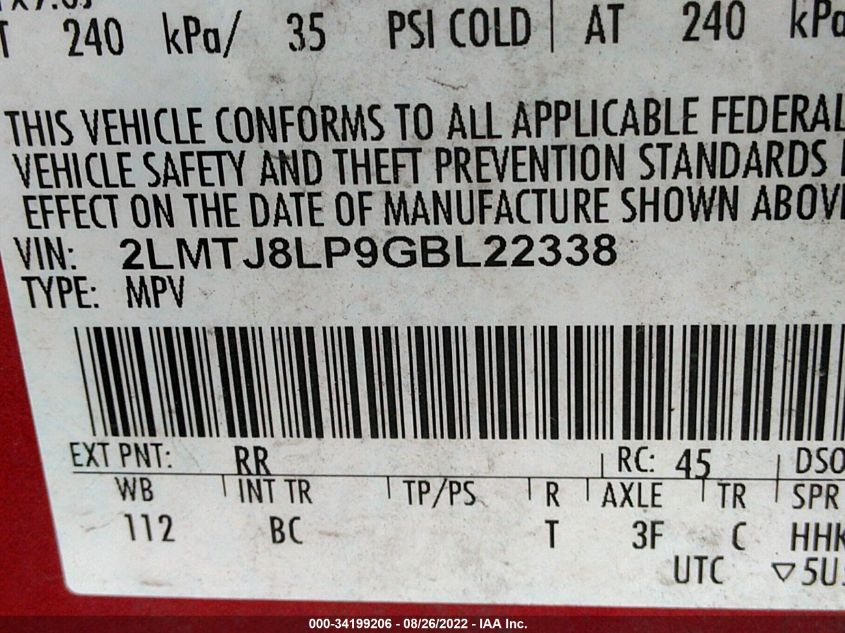 T 240 kPa/ 35 PSI COLD | AT 240 kPa
THIS VEHICLE CONFORMS TO ALL APPLICABLE FEDERAL
VEHICLE SAFETY AND THEFT PREVENTION STANDARDS
EFFECT ON THE DATE OF MANUFACTURE SHOWN ABOVE
VIN: 2LMTJ8LP9GBL22338
TYPE: MPV
EXT PNT: RR | RC: 45 | DSO
WB | INT TR | TP/PS | R | AXLE | TR | SPR
112 BC T 3F C HHK
UTC ▽5U
000-34199206 - 08/26/2022 - IAA Inc.